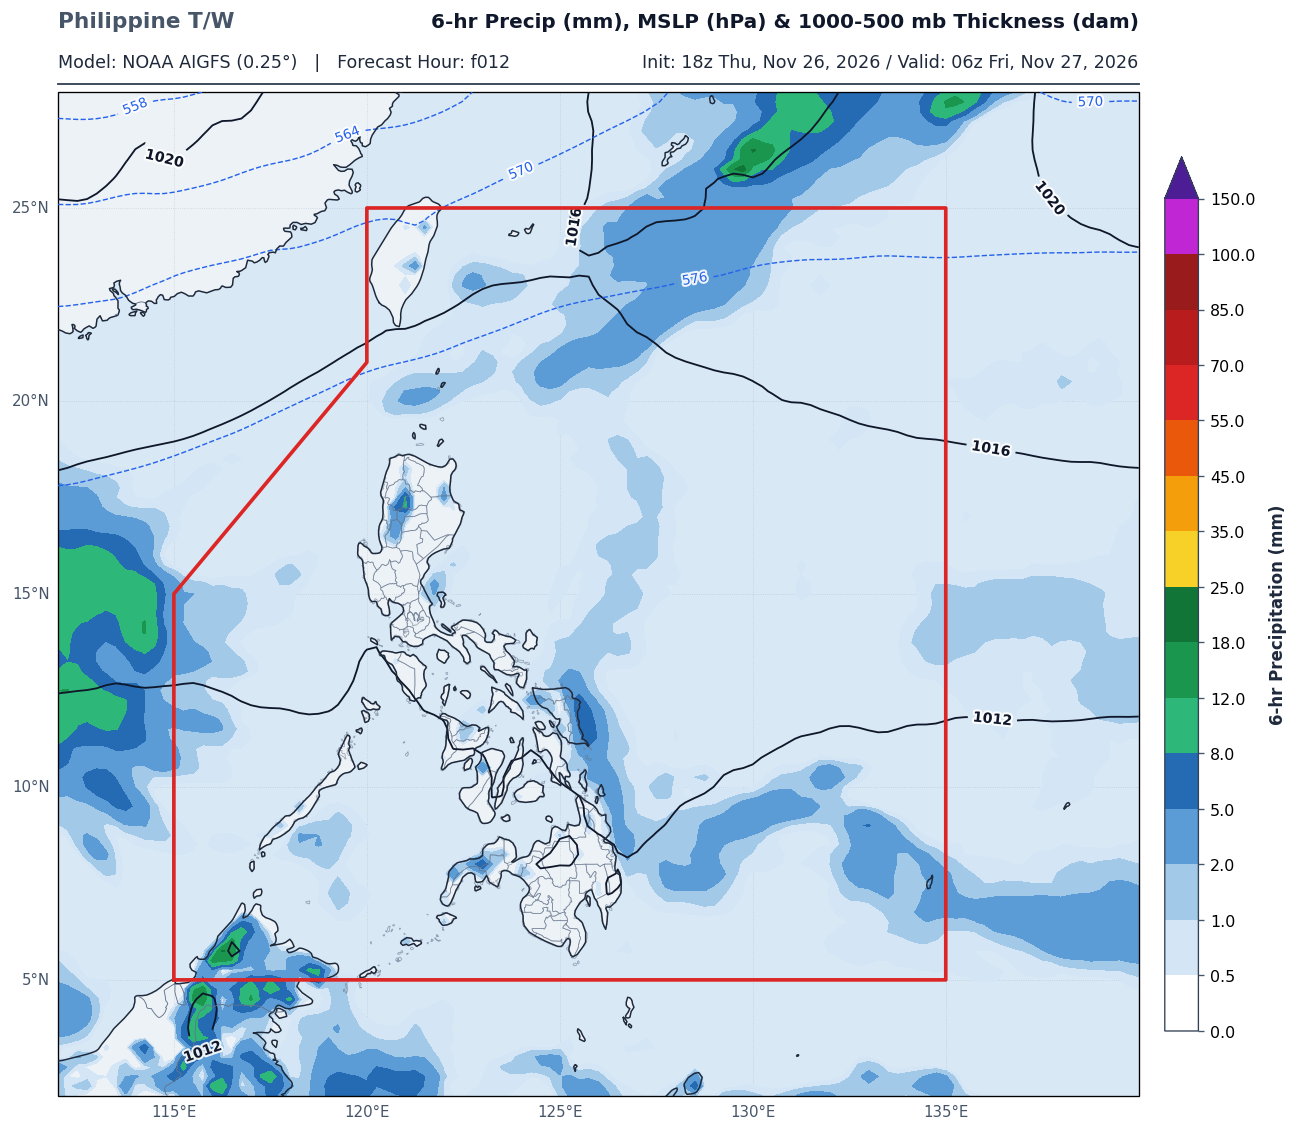 Philippine T/W
6-hr Precip (mm), MSLP (hPa) & 1000-500 mb Thickness (dam)
Model: NOAA AIGFS (0.25°) | Forecast Hour: f012
Init: 18z Thu, Nov 26, 2026 / Valid: 06z Fri, Nov 27, 2026
558
564
570
570
1020
1020
1016
576
1016
1012
1012
25°N
20°N
15°N
10°N
5°N
115°E
120°E
125°E
130°E
135°E
150.0
100.0
85.0
70.0
55.0
45.0
35.0
25.0
18.0
12.0
8.0
5.0
2.0
1.0
0.5
0.0
6-hr Precipitation (mm)